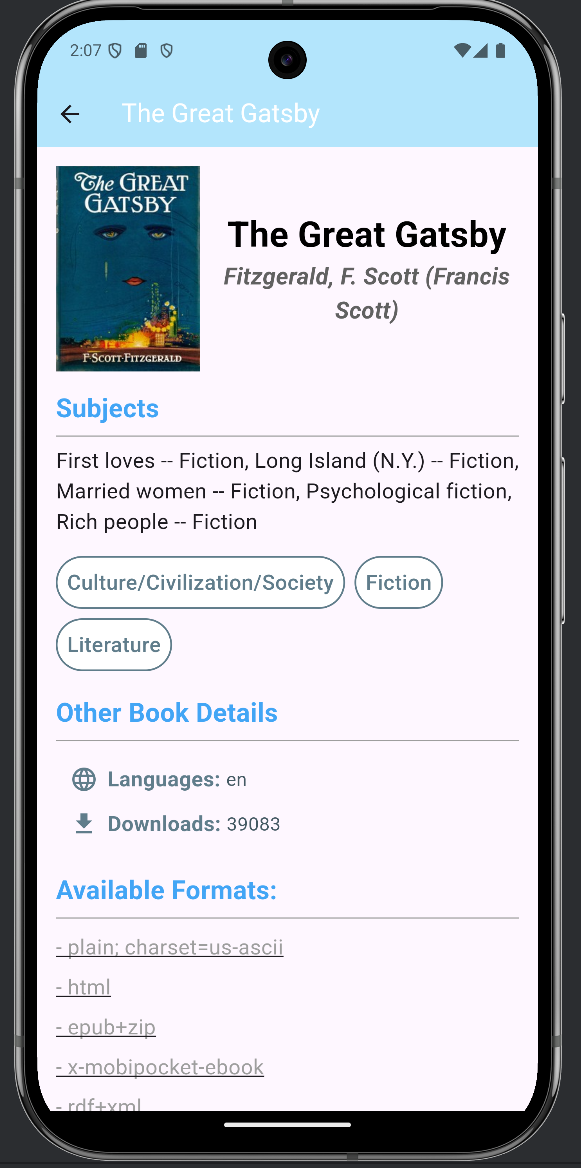 2:07
The Great Gatsby
The GREAT
GATSBY
F·SCOTT·FITZGERALD
The Great Gatsby
Fitzgerald, F. Scott (Francis
Scott)
Subjects
First loves -- Fiction, Long Island (N.Y.) -- Fiction,
Married women -- Fiction, Psychological fiction,
Rich people -- Fiction
Culture/Civilization/Society
Fiction
Literature
Other Book Details
Languages: en
Downloads: 39083
Available Formats:
- plain; charset=us-ascii
- html
- epub+zip
- x-mobipocket-ebook
- rdf+xml